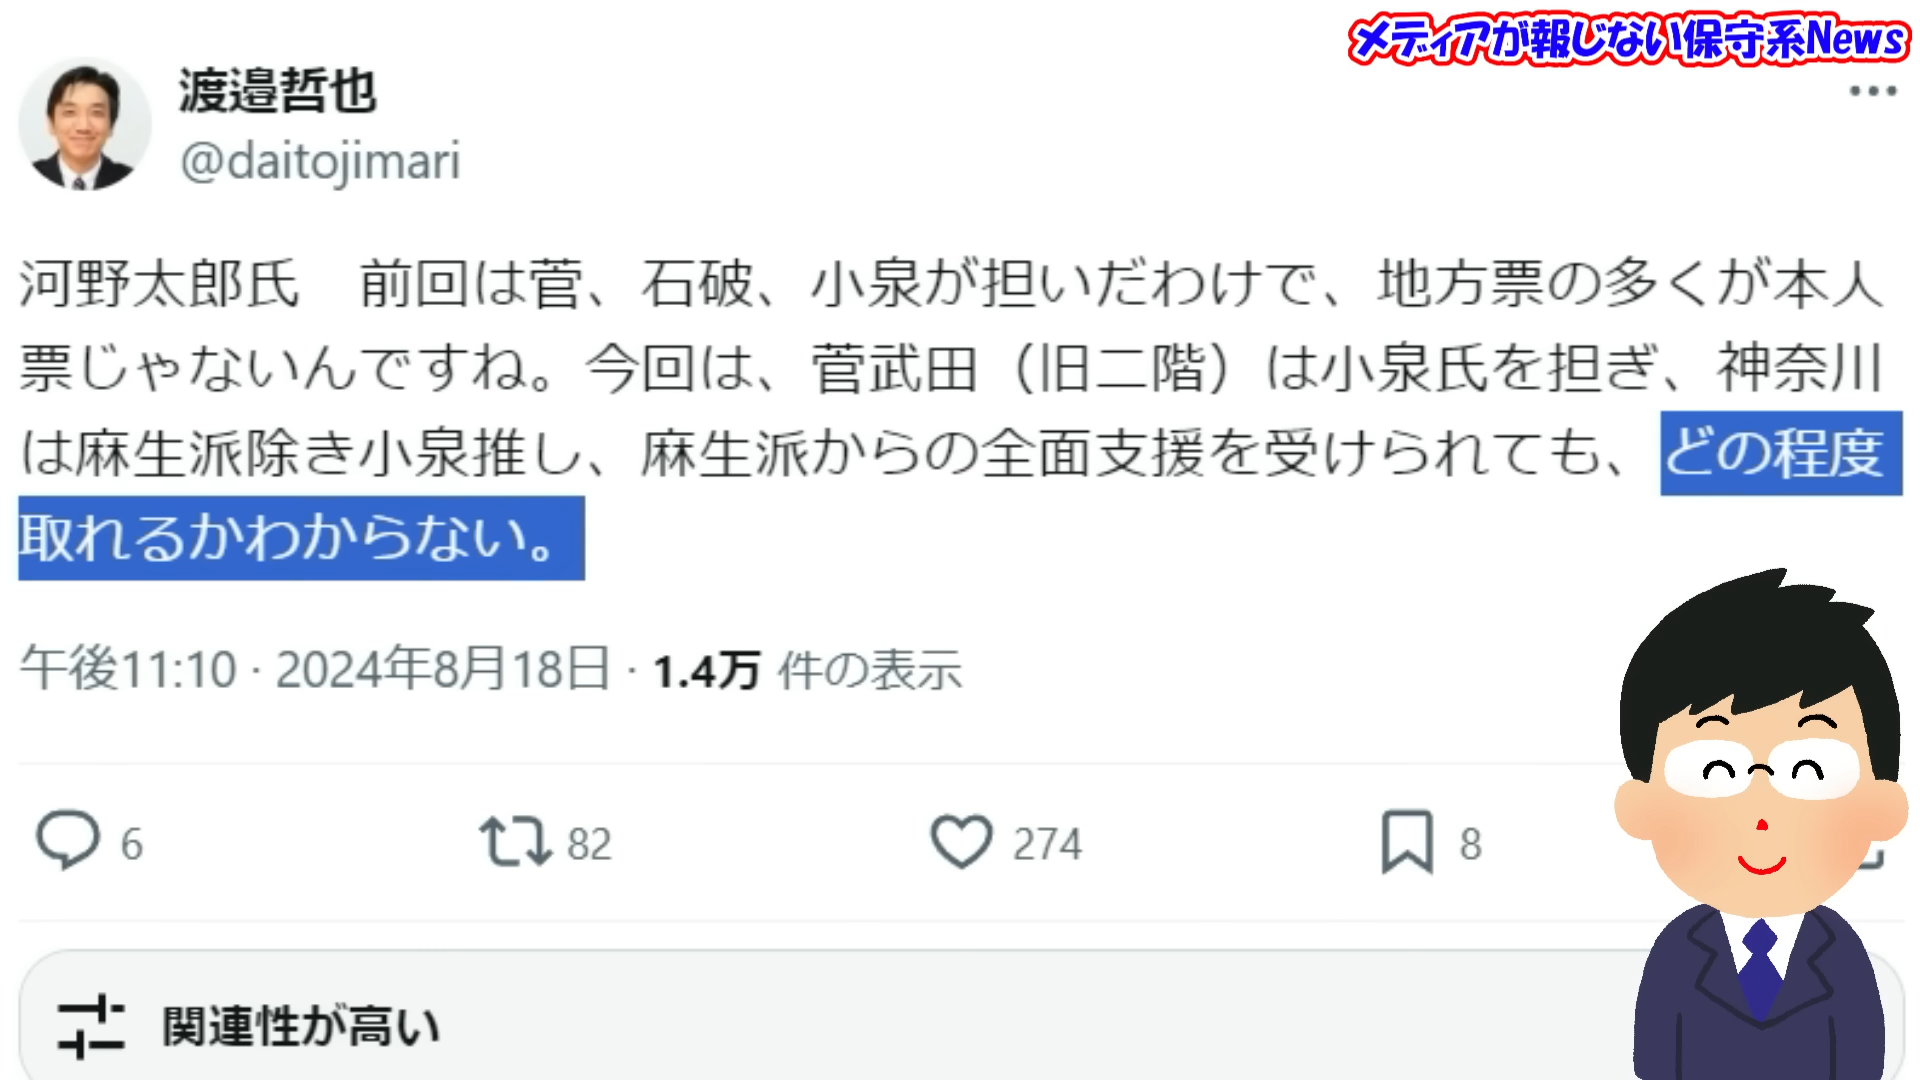 メディアが報じない保守系News
渡邉哲也
@daitojimari
河野太郎氏　前回は菅、石破、小泉が担いだわけで、地方票の多くが本人
票じゃないんですね。今回は、菅武田（旧二階）は小泉氏を担ぎ、神奈川
は麻生派除き小泉推し、麻生派からの全面支援を受けられても、どの程度
取れるかわからない。
午後11:10 · 2024年8月18日 · 1.4万 件の表示
6 82 274 8
関連性が高い